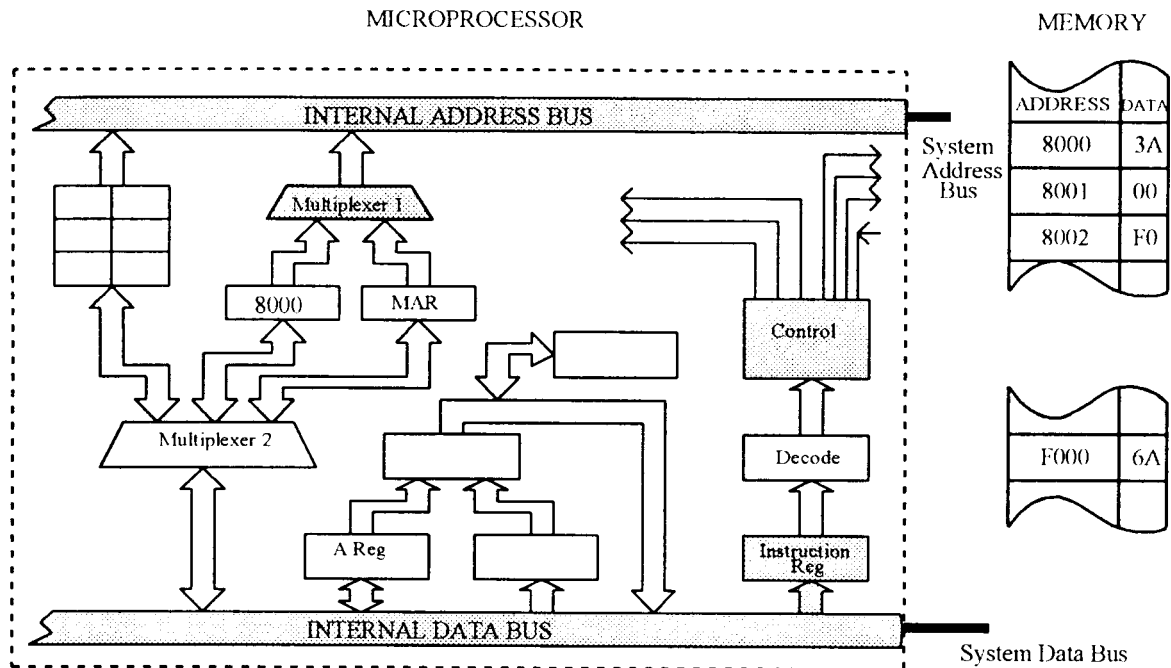 MICROPROCESSOR
MEMORY
INTERNAL ADDRESS BUS
System
Address
Bus
ADDRESS DATA
8000 3A
8001 00
8002 F0
Multiplexer 1
8000
MAR
Control
Multiplexer 2
Decode
F000 6A
A Reg
Instruction
Reg
INTERNAL DATA BUS
System Data Bus